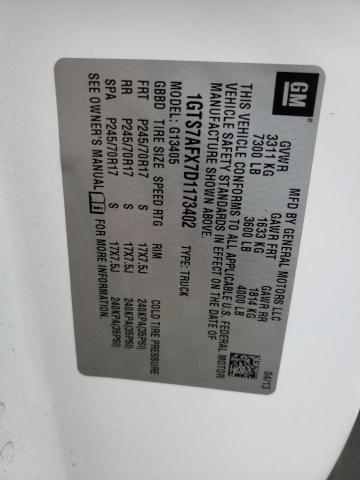 GM
MFD BY GENERAL MOTORS LLC
GVWR GAWR FRT GAWR RR
3311 KG 1633 KG 1814 KG
7300 LB 3600 LB 4000 LB
04/13
THIS VEHICLE CONFORMS TO ALL APPLICABLE U.S. FEDERAL MOTOR
VEHICLE SAFETY STANDARDS IN EFFECT ON THE DATE OF
1GTS7AFX7D1173402 TYPE: TRUCK
MODEL: G13405
GBBD TIRE SIZE SPEED RTG RIM COLD TIRE PRESSURE
FRT P245/70R17 S 17X7.5J 240KPA(35PSI)
RR P245/70R17 S 17X7.5J 240KPA(35PSI)
SPA P245/70R17 S 17X7.5J 240KPA(35PSI)
SEE OWNER'S MANUAL FOR MORE INFORMATION